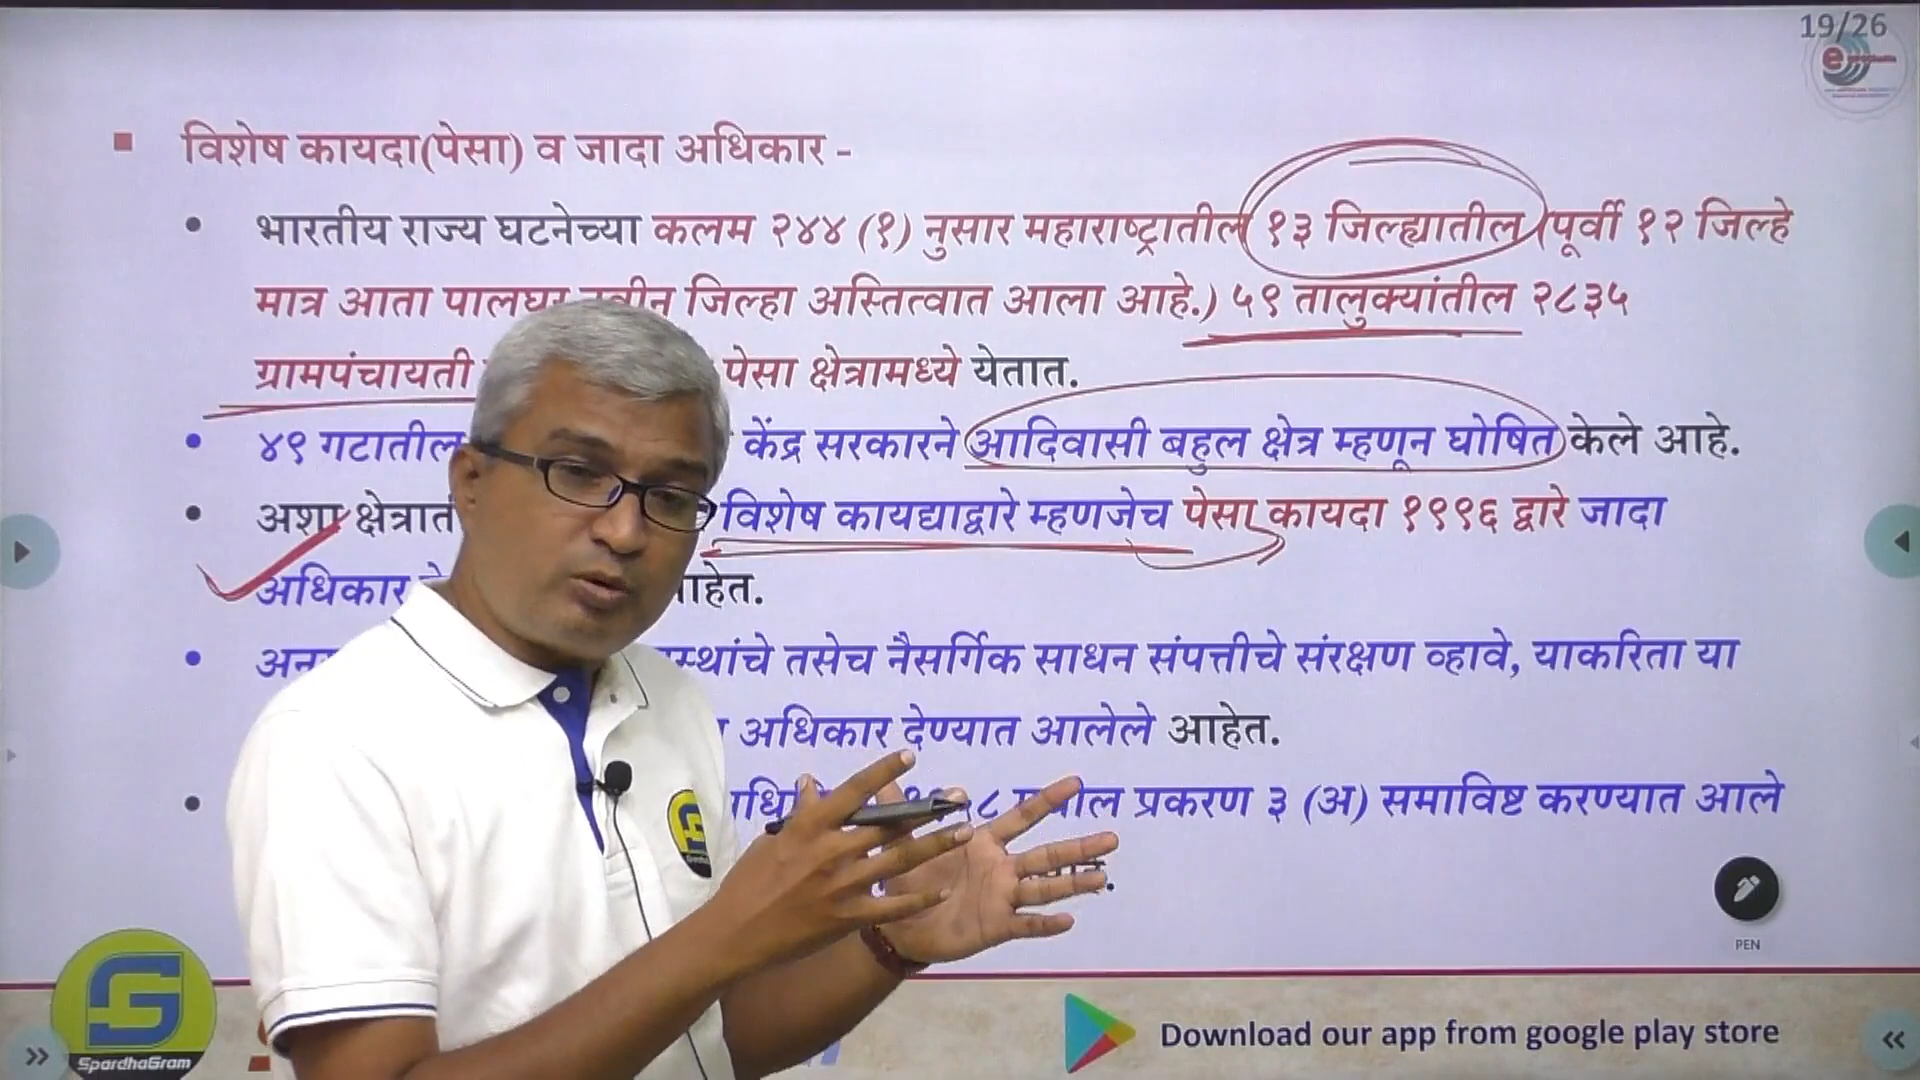 19/26
विशेष कायदा(पेसा) व जादा अधिकार -
भारतीय राज्य घटनेच्या कलम २४४ (१) नुसार महाराष्ट्रातील १३ जिल्ह्यातील (पूर्वी १२ जिल्हे
मात्र आता पालघर नवीन जिल्हा अस्तित्वात आला आहे.) ५९ तालुक्यांतील २८३५
ग्रामपंचायती पेसा क्षेत्रामध्ये येतात.
४९ गटातील केंद्र सरकारने आदिवासी बहुल क्षेत्र म्हणून घोषित केले आहे.
अशा विशेष कायद्याद्वारे म्हणजेच पेसा कायदा १९९६ द्वारे जादा
अधिकार
नैसर्गिक साधन संपत्तीचे संरक्षण व्हावे, याकरिता या
तसेच
अधिकार देण्यात आलेले आहेत.
प्रकरण ३ (अ) समाविष्ट करण्यात आले
PEN
SpardhaGram
Download our app from google play store